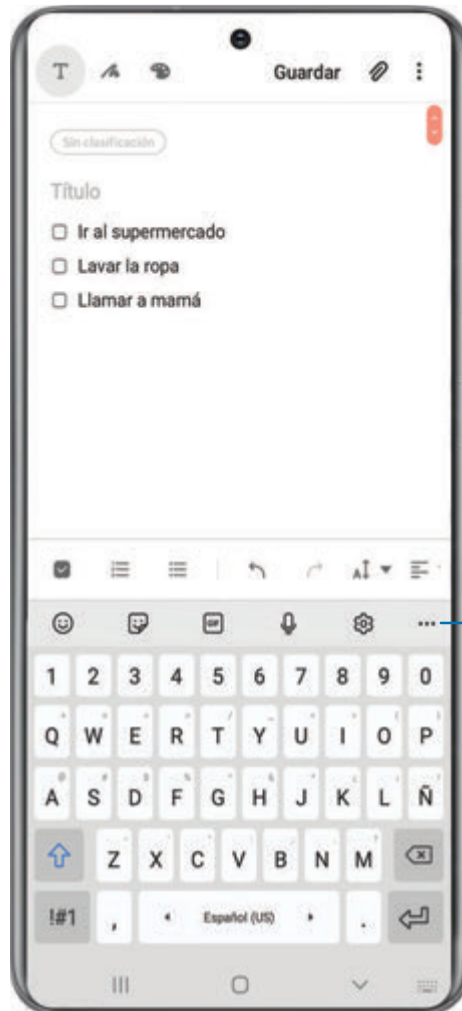 T Guardar
Sin clasificación
Título
Ir al supermercado
Lavar la ropa
Llamar a mamá
GIF
1 2 3 4 5 6 7 8 9 0
Q W E R T Y U I O P
A S D F G H J K L Ñ
Z X C V B N M
!#1 , Español (US) .